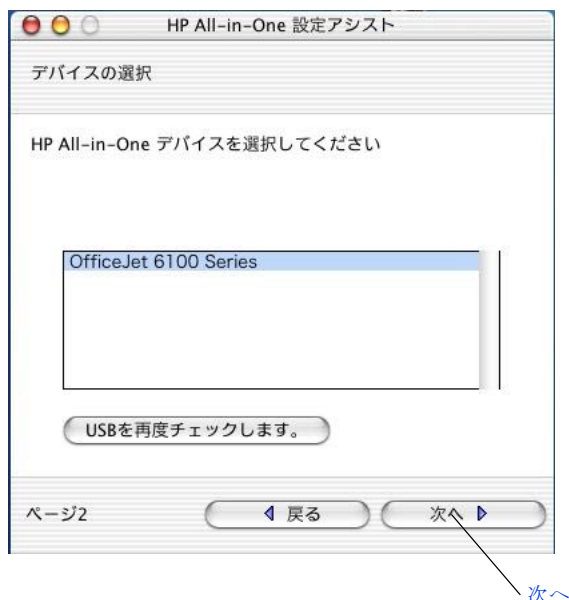 HP All-in-One 設定アシスト
デバイスの選択
HP All-in-One デバイスを選択してください
OfficeJet 6100 Series
USBを再度チェックします。
ページ2
戻る
次へ
次へ